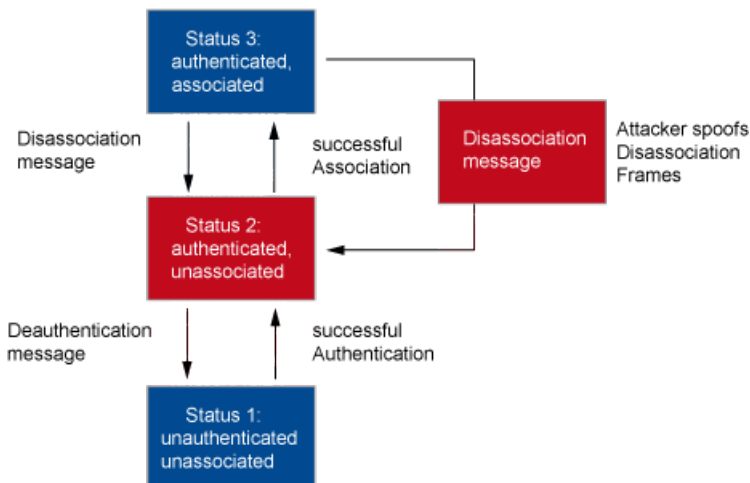 Status 3:
authenticated,
associated
Disassociation
message
successful
Association
Disassociation
message
Attacker spoofs
Disassociation
Frames
Status 2:
authenticated,
unassociated
Deauthentication
message
successful
Authentication
Status 1:
unauthenticated
unassociated